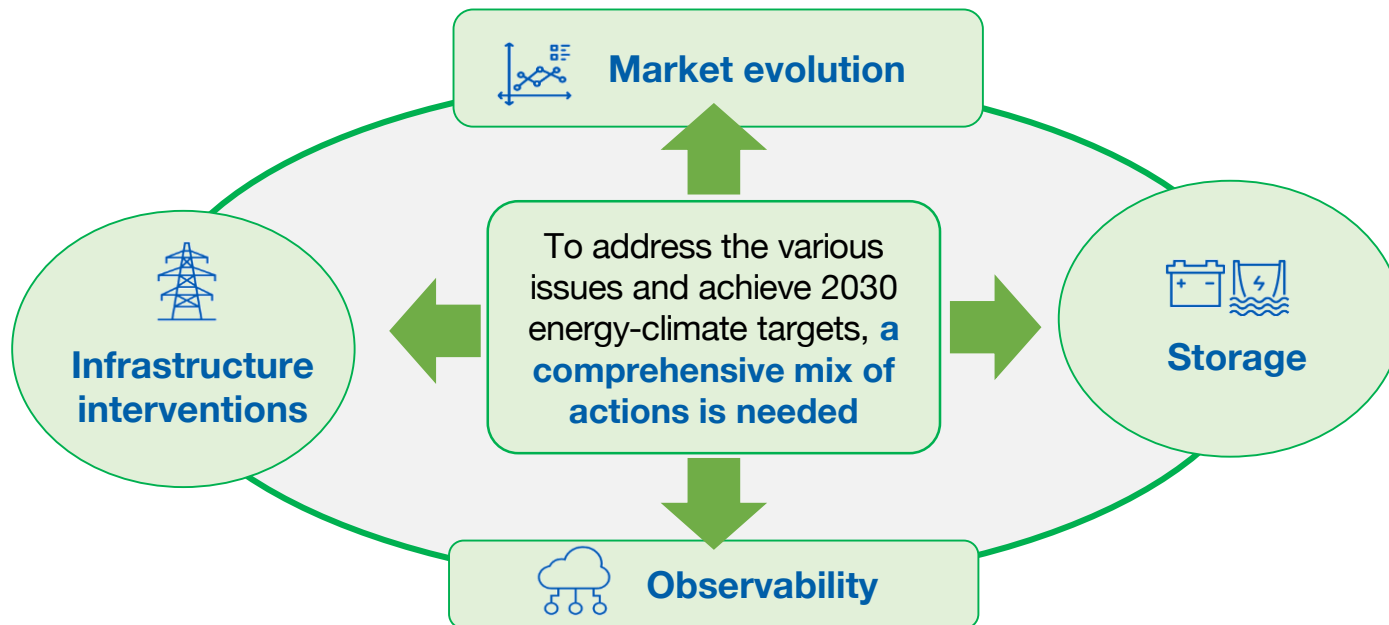 Market evolution
To address the various
issues and achieve 2030
energy-climate targets, a
comprehensive mix of
actions is needed
Infrastructure
interventions
Storage
Observability